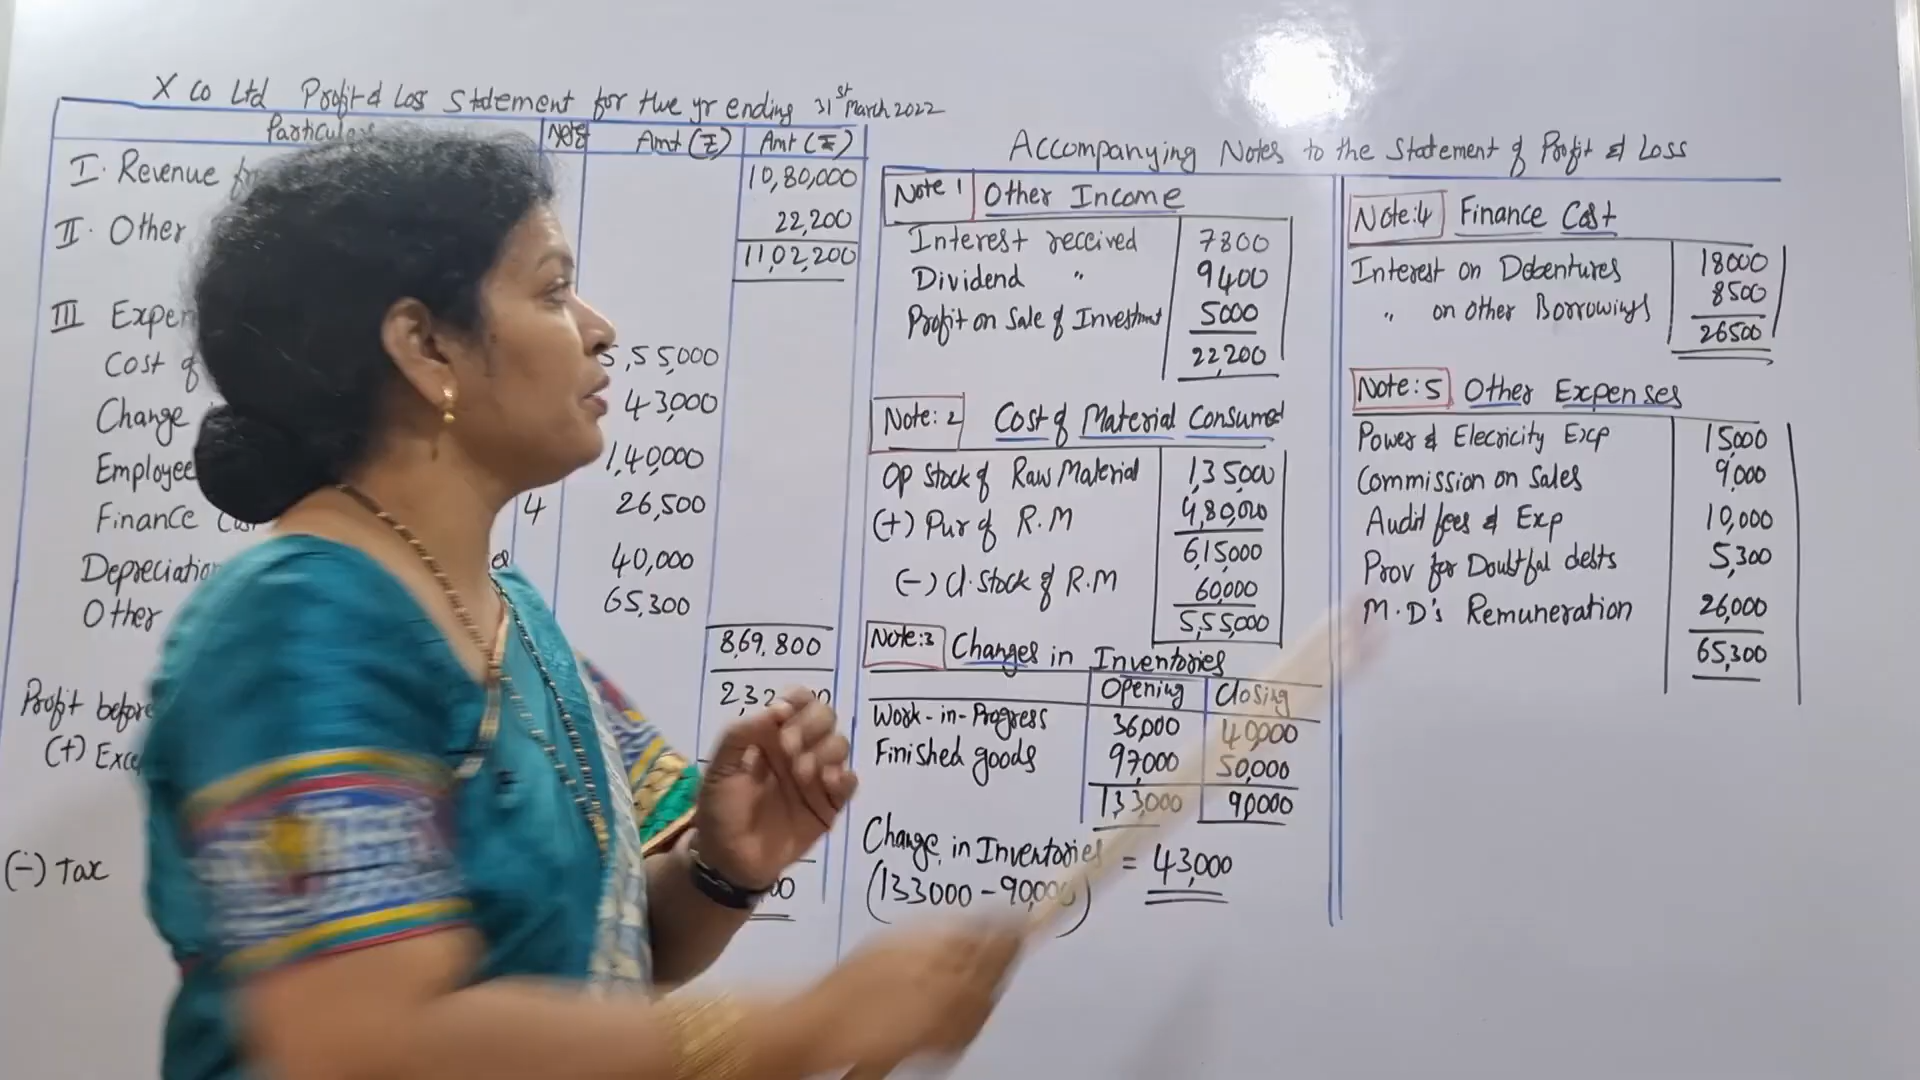 X Co Ltd Profit & Loss Statement for the yr ending 31st March 2022
Particulars Note Amt (₹) Amt (₹)
I. Revenue 10,80,000
II. Other 22,200
11,02,200
III Expen
Cost of 5,55,000
Change 43,000
Employee 1,40,000
Finance Cost 4 26,500
Depreciation 40,000
Other 65,300
8,69,800
Profit before
(+) Exce
(-) Tax
Accompanying Notes to the Statement of Profit & Loss
Note 1 Other Income
Interest received 7800
Dividend " 9400
Profit on Sale of Investment 5000
22,200
Note: 2 Cost of Material Consumed
Op Stock of Raw Material 1,35,000
(+) Pur of R.M 4,80,000
6,15,000
(-) Cl. Stock of R.M 60,000
5,55,000
Note: 3 Changes in Inventories
Opening Closing
Work-in-Progress 36,000 40,000
Finished goods 97,000 50,000
1,33,000 90,000
Change in Inventories = 43,000
(133000 - 90,000)
Note: 4 Finance Cost
Interest on Debentures 18000
" on Other Borrowings 8500
26500
Note: 5 Other Expenses
Power & Elecricity Exp 15,000
Commission on Sales 9,000
Audit fees & Exp 10,000
Prov for Doubtful debts 5,300
M.D's Remuneration 26,000
65,300